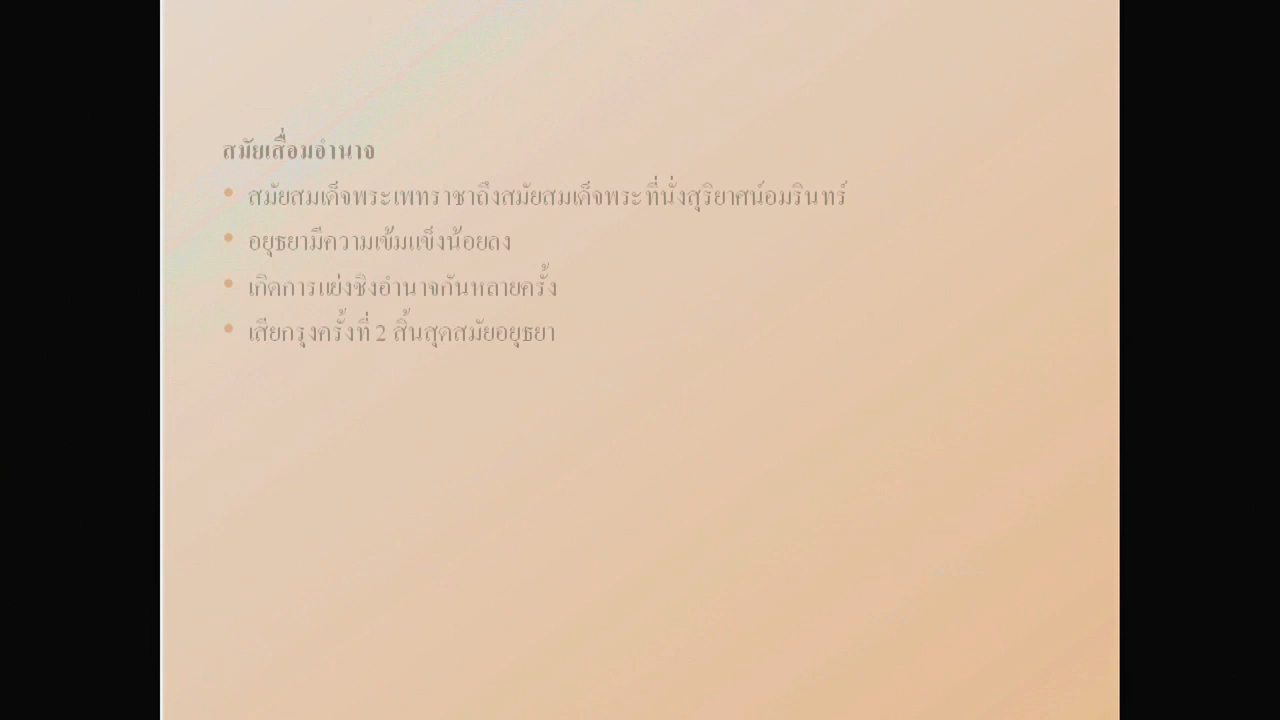 สมัยเสื่อมอำนาจ
• สมัยสมเด็จพระเพทราชาถึงสมัยสมเด็จพระที่นั่งสุริยาศน์อมรินทร์
• อยุธยามีความเข้มแข็งน้อยลง
• เกิดการแย่งชิงอำนาจกันหลายครั้ง
• เสียกรุงครั้งที่ 2 สิ้นสุดสมัยอยุธยา